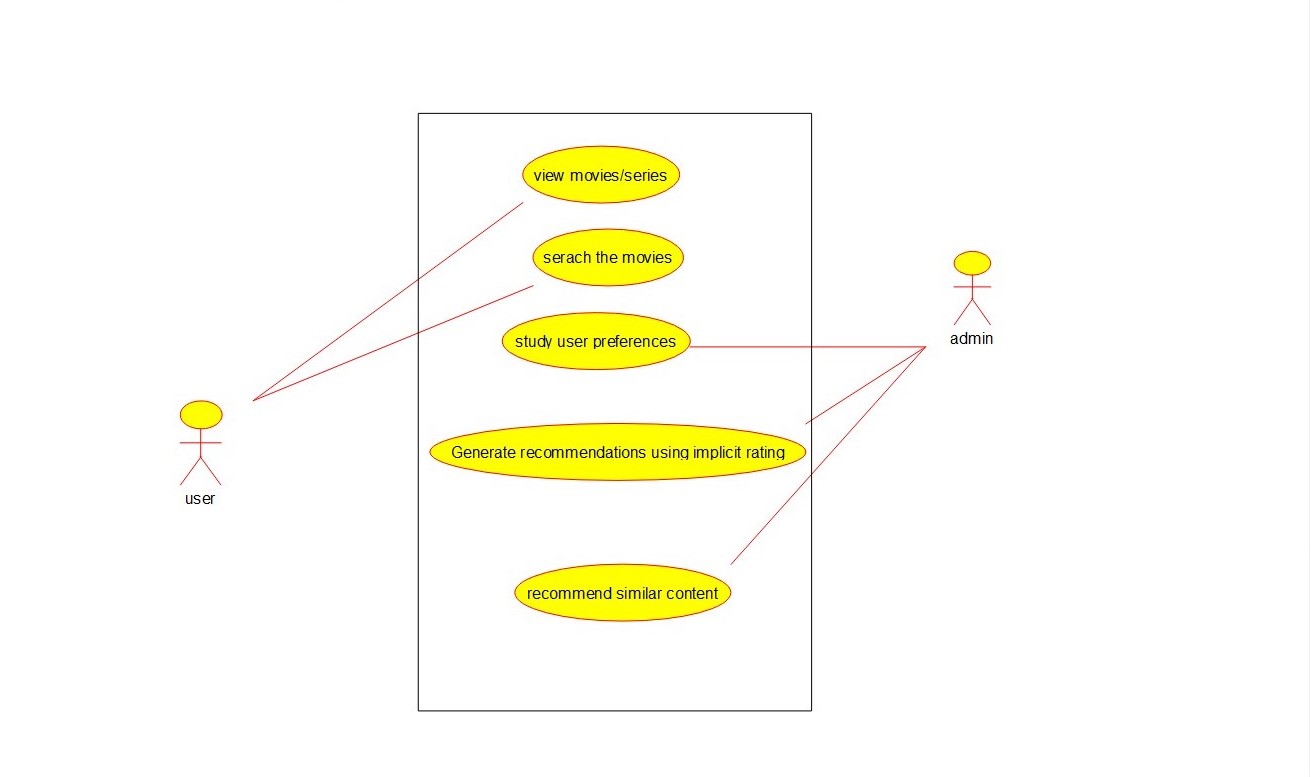 view movies/series
serach the movies
study user preferences
admin
Generate recommendations using implicit rating
user
recommend similar content